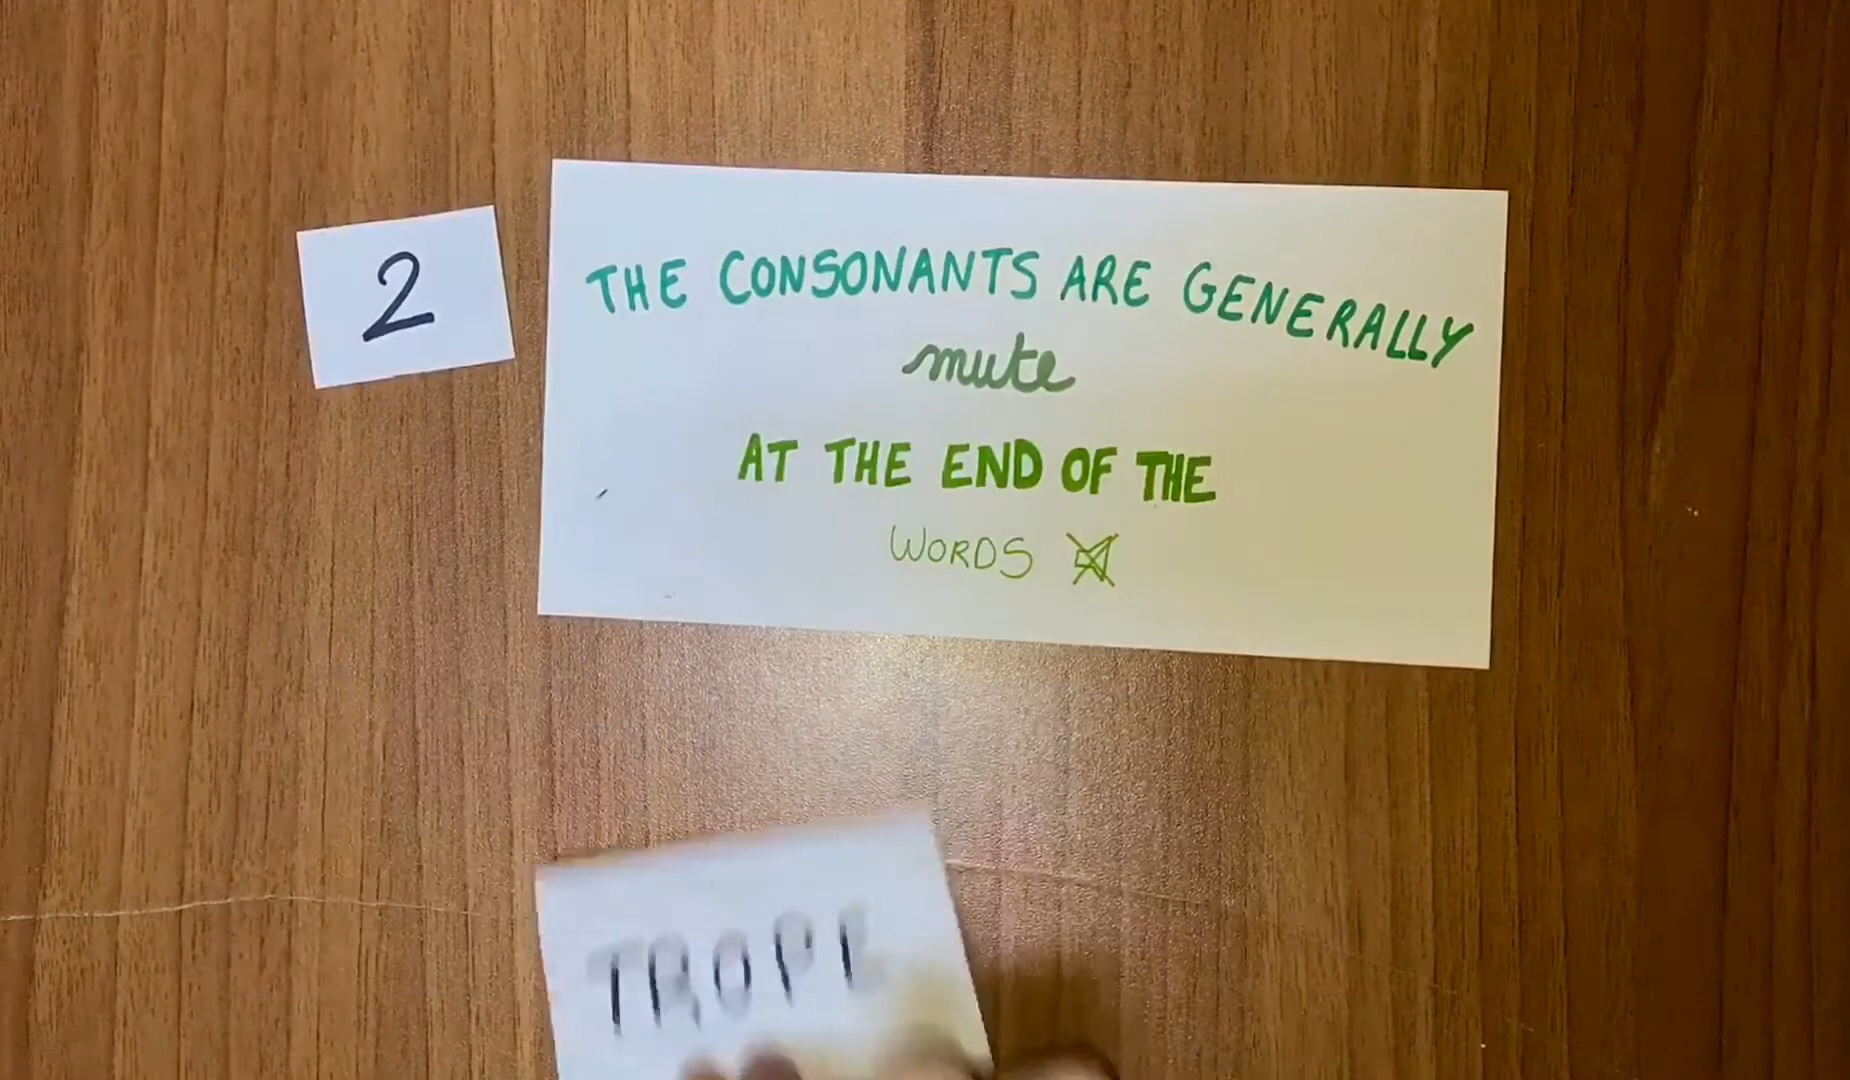 2
THE CONSONANTS ARE GENERALLY
mute
AT THE END OF THE
WORDS